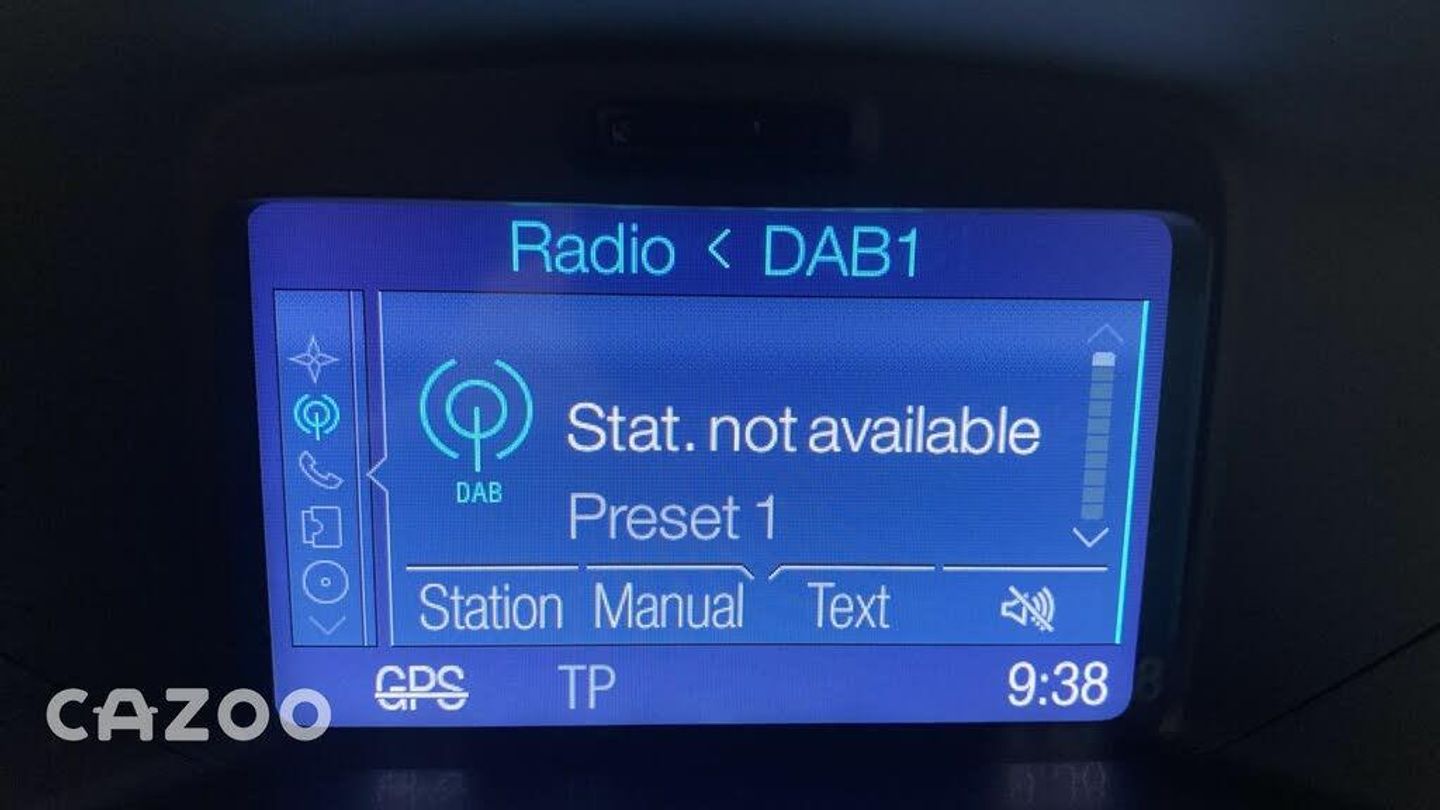 Radio < DAB1
Stat. not available
DAB
Preset 1
Station Manual Text
GPS TP 9:38
CAZOO